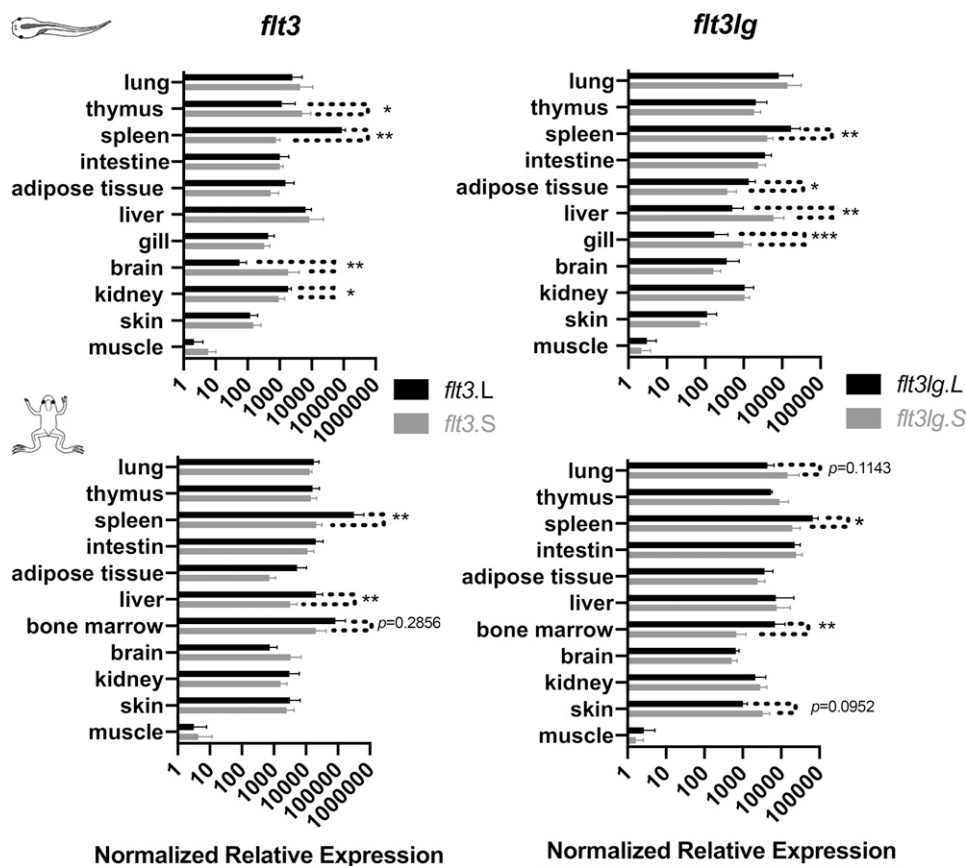 flt3
flt3lg
lung
thymus
*
spleen
**
intestine
adipose tissue
liver
gill
brain
**
kidney
*
skin
muscle
1 10 100 1000 10000 100000 1000000
lung
thymus
spleen
**
intestine
adipose tissue
*
liver
**
gill
***
brain
kidney
skin
muscle
1 10 100 1000 10000 100000
flt3.L
flt3.S
flt3lg.L
flt3lg.S
lung
thymus
spleen
**
intestin
adipose tissue
liver
**
bone marrow
p=0.2856
brain
kidney
skin
muscle
1 10 100 1000 10000 100000 1000000
Normalized Relative Expression
lung
p=0.1143
thymus
spleen
*
intestin
adipose tissue
liver
bone marrow
**
brain
kidney
skin
p=0.0952
muscle
1 10 100 1000 10000 100000
Normalized Relative Expression